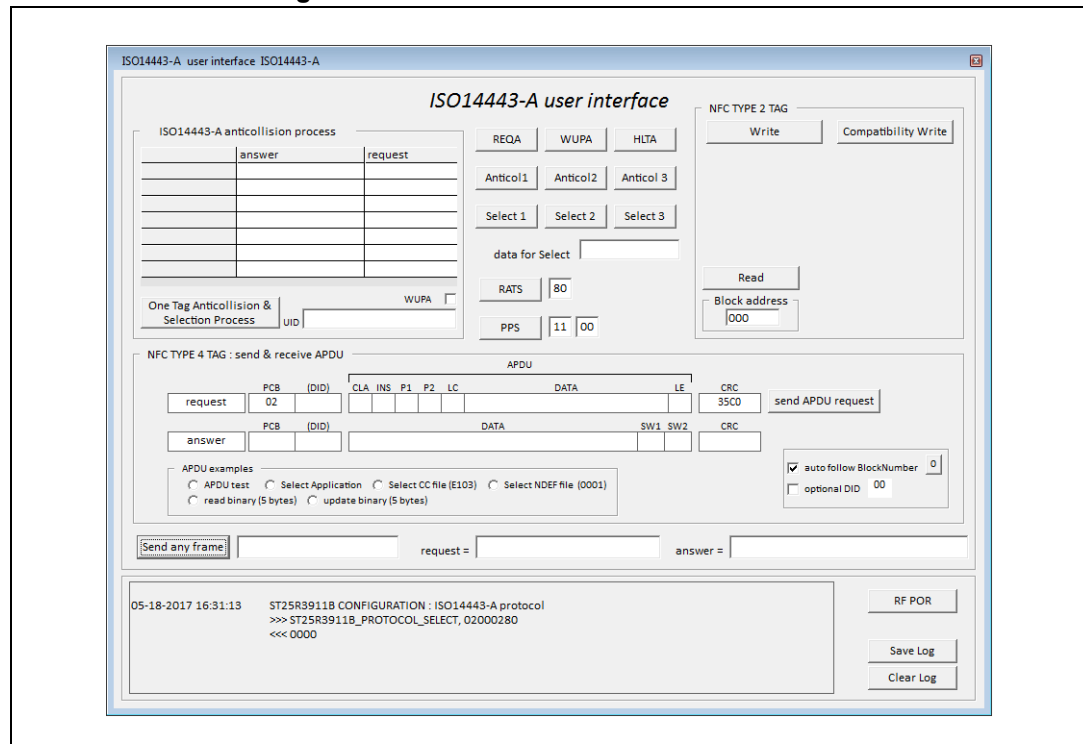 ISO14443-A user interface ISO14443-A
ISO14443-A user interface
ISO14443-A anticollision process
answer request
One Tag Anticollision &
Selection Process
UID
WUPA
REQA WUPA HLTA
Anticol1 Anticol2 Anticol 3
Select 1 Select 2 Select 3
data for Select
RATS 80
PPS 11 00
NFC TYPE 2 TAG
Write Compatibility Write
Read
Block address
000
NFC TYPE 4 TAG : send & receive APDU
APDU
PCB (DID) CLA INS P1 P2 LC DATA LE CRC
request 02 35C0 send APDU request
PCB (DID) DATA SW1 SW2 CRC
answer
APDU examples
APDU test Select Application Select CC file (E103) Select NDEF file (0001)
read binary (5 bytes) update binary (5 bytes)
auto follow BlockNumber 0
optional DID 00
Send any frame request = answer =
05-18-2017 16:31:13 ST25R3911B CONFIGURATION : ISO14443-A protocol
>>> ST25R3911B_PROTOCOL_SELECT, 02000280
<<< 0000
RF POR
Save Log
Clear Log